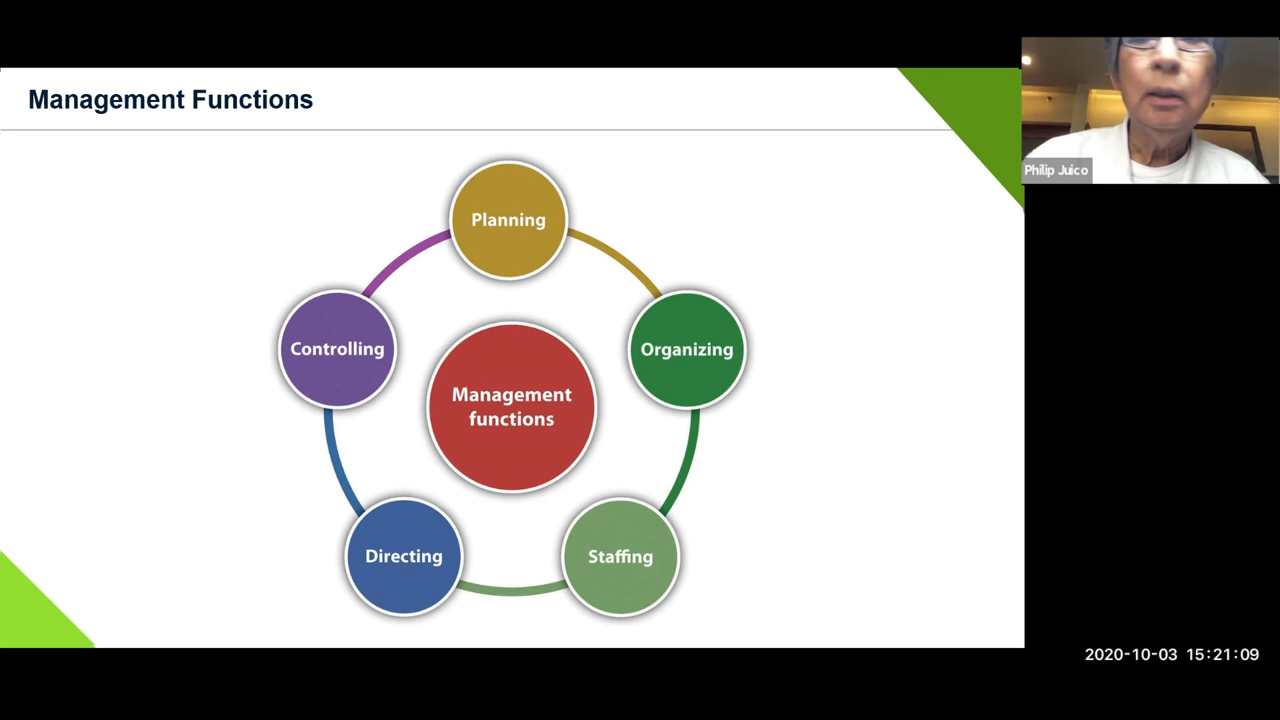 Management Functions
Philip Juico
Planning
Controlling
Organizing
Management
functions
Directing
Staffing
2020-10-03 15:21:09